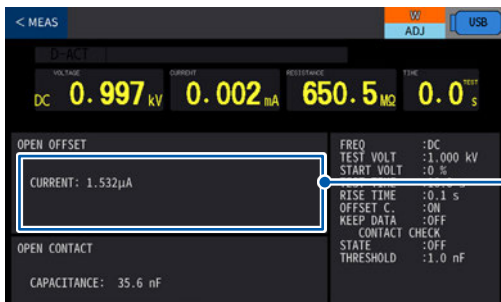 < MEAS
W
ADJ
USB
D-ACT
VOLTAGE
CURRENT
RESISTANCE
TIME
DC 0.997 kV 0.002 mA 650.5 MΩ 0.0 s
TEST
OPEN OFFSET
CURRENT: 1.532μA
OPEN CONTACT
CAPACITANCE: 35.6 nF
FREQ :DC
TEST VOLT :1.000 kV
START VOLT :0 %
RISE TIME :0.1 s
OFFSET C. :ON
KEEP DATA :OFF
CONTACT CHECK
STATE :OFF
THRESHOLD :1.0 nF